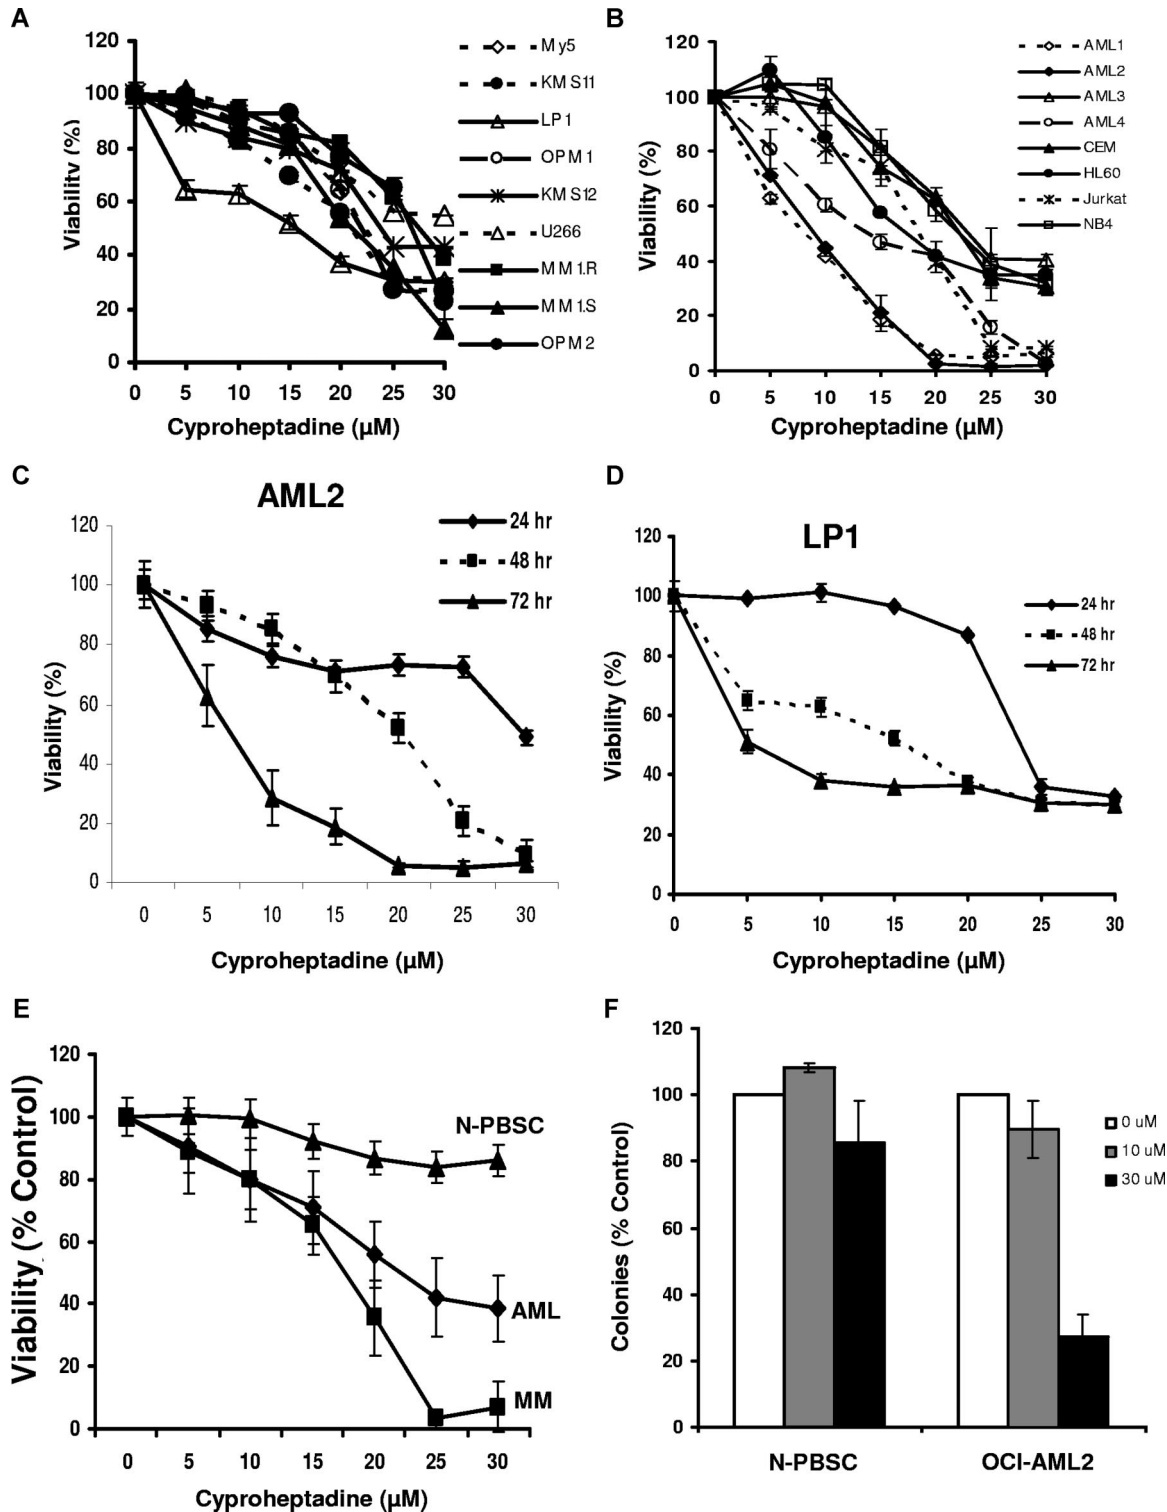 A
120
100
80
60
40
20
0
Viability (%)
0 5 10 15 20 25 30
Cyproheptadine (µM)
My5
KMS11
LP1
OPM1
KMS12
U266
MM1.R
MM1.S
OPM2
B
120
100
80
60
40
20
0
Viability (%)
0 5 10 15 20 25 30
Cyproheptadine (µM)
AML1
AML2
AML3
AML4
CEM
HL60
Jurkat
NB4
C
AML2
120
100
80
60
40
20
0
Viability (%)
0 5 10 15 20 25 30
Cyproheptadine (µM)
24 hr
48 hr
72 hr
D
LP1
120
100
80
60
40
20
0
Viability (%)
0 5 10 15 20 25 30
Cyproheptadine (µM)
24 hr
48 hr
72 hr
E
120
100
80
60
40
20
0
Viability (% Control)
N-PBSC
AML
MM
0 5 10 15 20 25 30
Cyproheptadine (µM)
F
120
100
80
60
40
20
0
Colonies (% Control)
0 uM
10 uM
30 uM
N-PBSC OCI-AML2